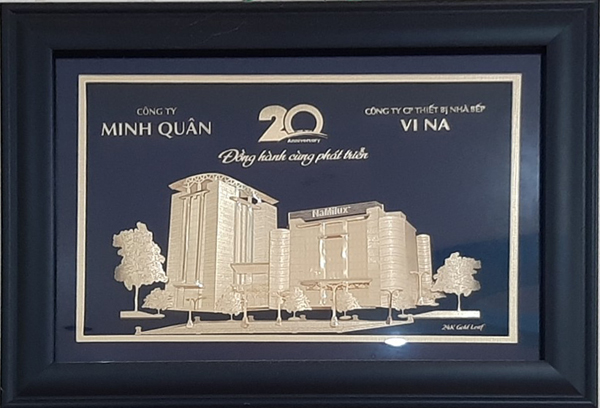 CÔNG TY
MINH QUÂN
20
Anniversary
CÔNG TY CP THIẾT BỊ NHÀ BẾP
VI NA
Đồng hành cùng phát triển
NaMilux
24K Gold Leaf